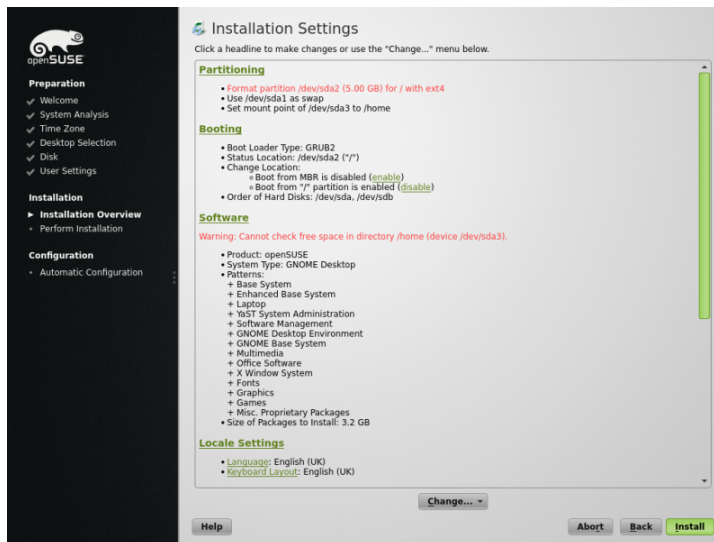 openSUSE
Preparation
Welcome
System Analysis
Time Zone
Desktop Selection
Disk
User Settings
Installation
Installation Overview
Perform Installation
Configuration
Automatic Configuration
Installation Settings
Click a headline to make changes or use the "Change..." menu below.
Partitioning
• Format partition /dev/sda2 (5.00 GB) for / with ext4
• Use /dev/sda1 as swap
• Set mount point of /dev/sda3 to /home
Booting
• Boot Loader Type: GRUB2
• Status Location: /dev/sda2 ("/")
• Change Location:
Boot from MBR is disabled (enable)
Boot from "/" partition is enabled (disable)
• Order of Hard Disks: /dev/sda, /dev/sdb
Software
Warning: Cannot check free space in directory /home (device /dev/sda3).
• Product: openSUSE
• System Type: GNOME Desktop
• Patterns:
+ Base System
+ Enhanced Base System
+ Laptop
+ YaST System Administration
+ Software Management
+ GNOME Desktop Environment
+ GNOME Base System
+ Multimedia
+ Office Software
+ X Window System
+ Fonts
+ Graphics
+ Games
+ Misc. Proprietary Packages
• Size of Packages to Install: 3.2 GB
Locale Settings
• Language: English (UK)
• Keyboard Layout: English (UK)
Change...
Help
Abort
Back
Install